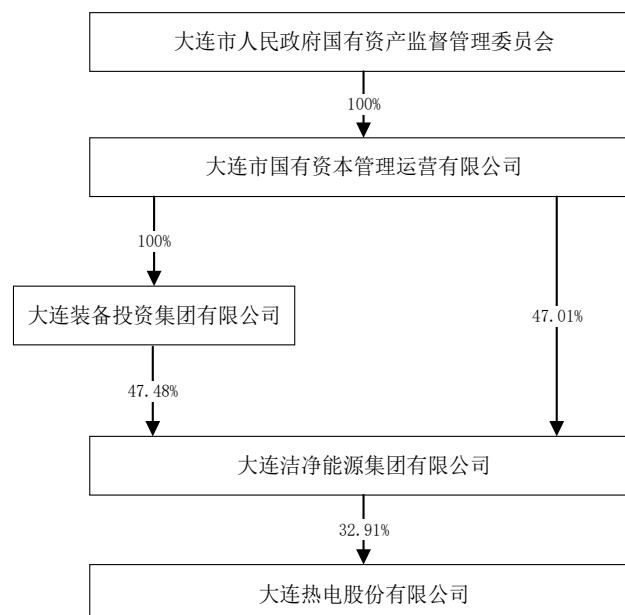 大连市人民政府国有资产监督管理委员会
100%
大连市国有资本管理运营有限公司
100%
大连装备投资集团有限公司
47.01%
47.48%
大连洁净能源集团有限公司
32.91%
大连热电股份有限公司